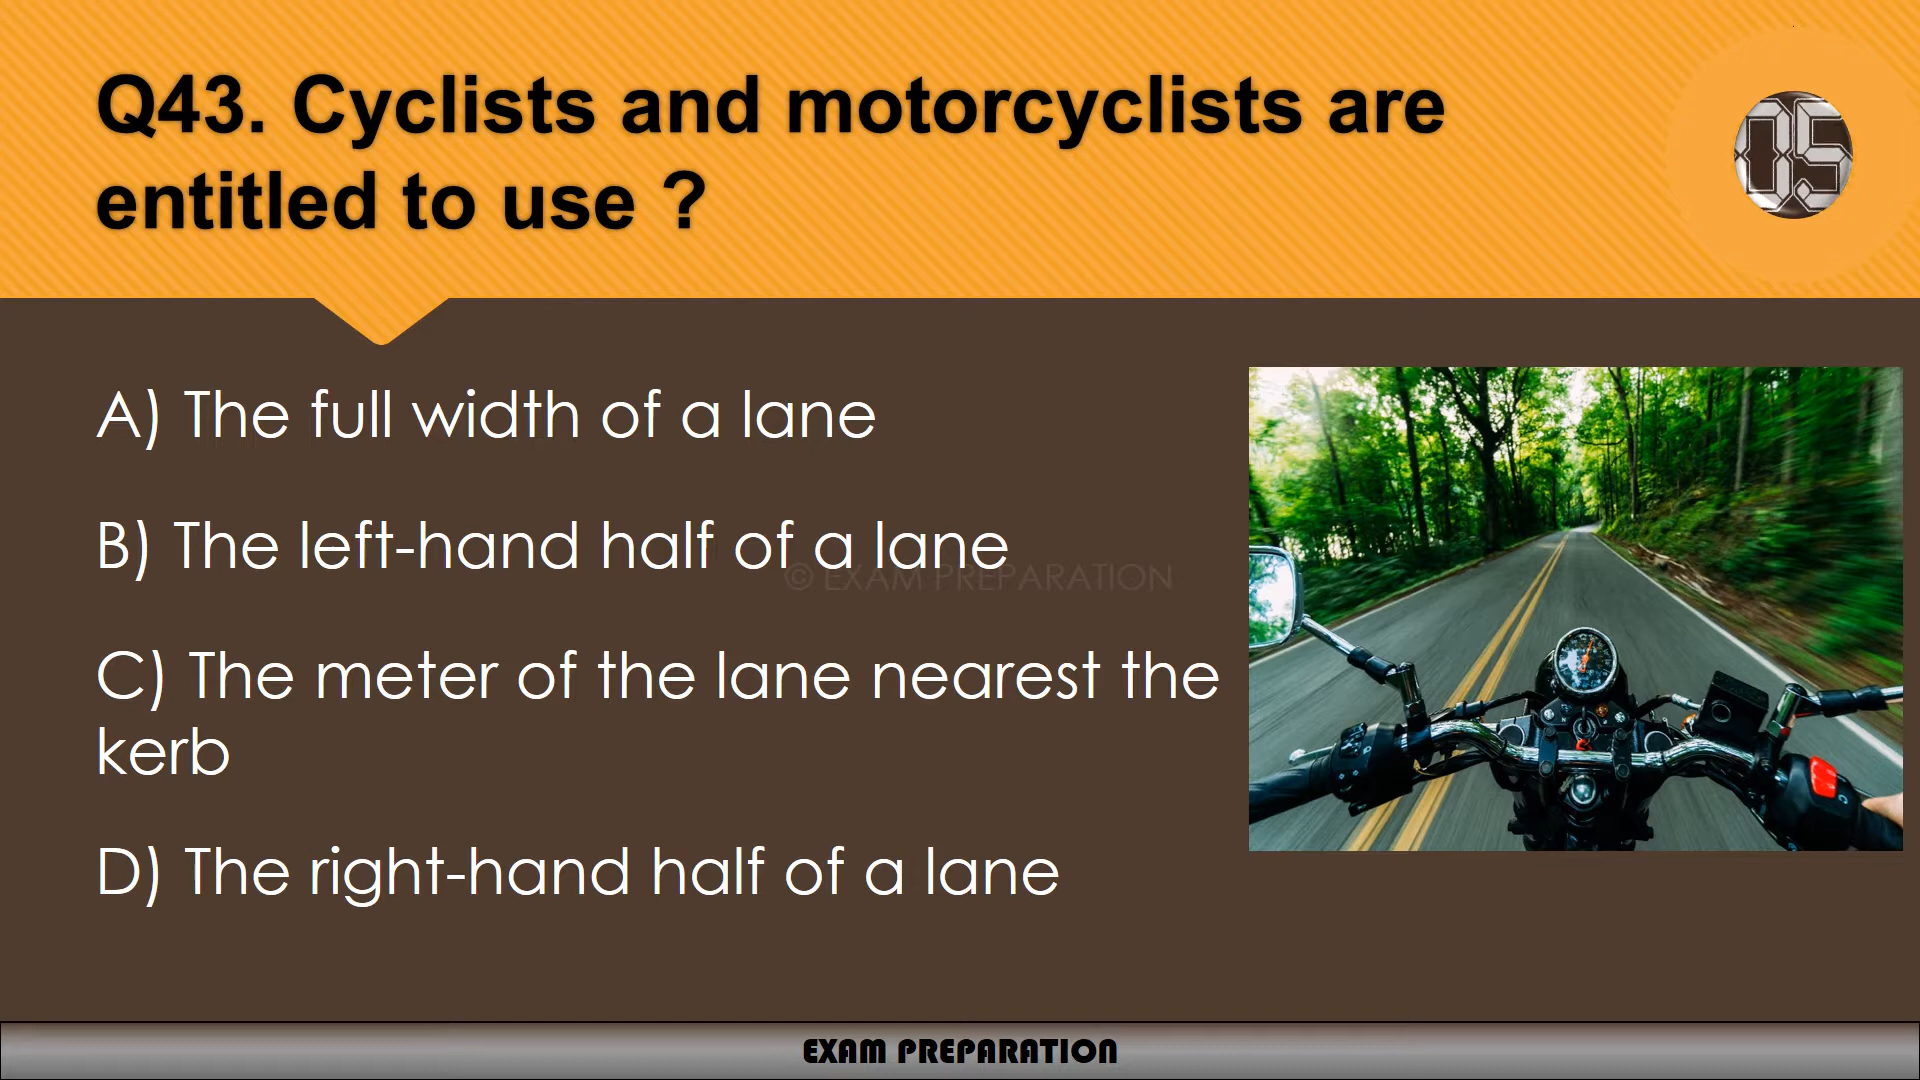 Q43. Cyclists and motorcyclists are
entitled to use ?
05
A) The full width of a lane
B) The left-hand half of a lane
© EXAM PREPARATION
C) The meter of the lane nearest the
kerb
D) The right-hand half of a lane
EXAM PREPARATION